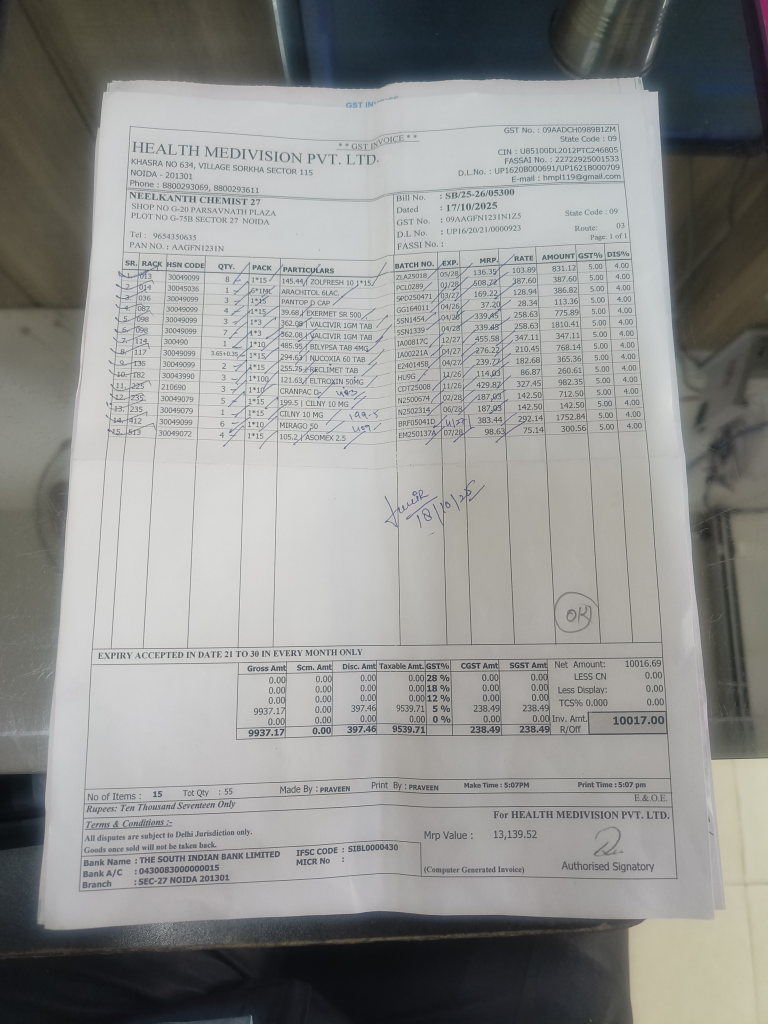 GST IN
** GST INVOICE **
HEALTH MEDIVISION PVT. LTD.
KHASRA NO 634, VILLAGE SORKHA SECTOR 115
NOIDA - 201301
Phone : 8800293069, 8800293611
GST No. : 09AADCH0989B1ZM
State Code : 09
CIN : U85100DL2012PTC246805
FASSAI No. : 22722925001533
D.L.No. : UP1620B000691/UP1621B000709
E-mail : hmpl119@gmail.com
NEELKANTH CHEMIST 27
SHOP NO G-20 PARSAVNATH PLAZA
PLOT NO G-75B SECTOR 27 NOIDA
Tel : 9654350635
PAN NO. : AAGFN1231N
Bill No. : SB/25-26/05300
Dated : 17/10/2025
GST No. : 09AAGFN1231N1Z5 State Code : 09
D.L No. : UP16/20/21/0000923 Route: 03
FASSI No. : Page: 1 of 1
SR. RACK HSN CODE QTY. PACK PARTICULARS BATCH NO. EXP. MRP. RATE AMOUNT GST% DIS%
1. 013 30049099 8 1*15 145.44 ZOLFRESH 10 1*15 ZLA25018 05/28 136.35 103.89 831.12 5.00 4.00
2. 014 30045036 1 6*1ML ARACHITOL 6LAC PCL0289 01/28 508.72 387.60 387.60 5.00 4.00
3. 036 30049099 3 1*15 PANTOP D CAP SPD250471 03/27 169.22 128.94 386.82 5.00 4.00
4. 087 30049099 4 1*15 39.68 EXERMET SR 500 GG164011 04/26 37.20 28.34 113.36 5.00 4.00
5. 098 30049099 3 1*3 362.08 VALCIVIR 1GM TAB SSN1454 04/28 339.45 258.63 775.89 5.00 4.00
6. 098 30049099 7 1*3 362.08 VALCIVIR 1GM TAB SSN1339 04/28 339.45 258.63 1810.41 5.00 4.00
7. 114 300490 1 1*10 485.95 BILYPSA TAB 4MG IA00817C 12/27 455.58 347.11 347.11 5.00 4.00
8. 117 30049099 3.65+0.35 1*15 294.63 NUCOXIA 60 TAB IA00221A 04/27 276.22 210.45 768.14 5.00 4.00
9. 136 30049099 2 1*15 255.75 RECLIMET TAB E2401458 04/27 239.77 182.68 365.36 5.00 4.00
10. 182 30043990 3 1*100 121.63 ELTROXIN 50MG HU9G 11/26 114.03 86.87 260.61 5.00 4.00
11. 225 210690 3 1*10 CRANPAC D CDT25008 11/26 429.87 327.45 982.35 5.00 4.00
12. 235 30049079 5 1*15 199.5 CILNY 10 MG N2500674 02/28 187.03 142.50 712.50 5.00 4.00
13. 235 30049079 1 1*15 CILNY 10 MG 199.5 N2502314 06/28 187.03 142.50 142.50 5.00 4.00
14. 412 30049099 6 1*10 MIRAGO 50 BRF05041D 383.44 292.14 1752.84 5.00 4.00
15. 513 30049072 4 1*15 105.2 ASOMEX 2.5 EM250137A 07/28 98.63 75.14 300.56 5.00 4.00
18/10/25
OK
EXPIRY ACCEPTED IN DATE 21 TO 30 IN EVERY MONTH ONLY
Gross Amt Scm. Amt Disc. Amt Taxable Amt. GST% CGST Amt SGST Amt
0.00 0.00 0.00 0.00 28 % 0.00 0.00
0.00 0.00 0.00 0.00 18 % 0.00 0.00
0.00 0.00 0.00 0.00 12 % 0.00 0.00
9937.17 0.00 397.46 9539.71 5 % 238.49 238.49
0.00 0.00 0.00 0.00 0 % 0.00 0.00
9937.17 0.00 397.46 9539.71 238.49 238.49
Net Amount: 10016.69
LESS CN 0.00
Less Display: 0.00
TCS% 0.000 0.00
Inv. Amt. 10017.00
R/Off
No of Items : 15 Tot Qty : 55 Made By : PRAVEEN Print By : PRAVEEN Make Time : 5:07PM Print Time : 5:07 pm
Rupees: Ten Thousand Seventeen Only E.& O.E.
Terms & Conditions :-
All disputes are subject to Delhi Jurisdiction only.
Goods once sold will not be taken back.
Bank Name : THE SOUTH INDIAN BANK LIMITED IFSC CODE : SIBL0000430
Bank A/C : 0430083000000015 MICR No :
Branch : SEC-27 NOIDA 201301
For HEALTH MEDIVISION PVT. LTD.
Mrp Value : 13,139.52
(Computer Generated Invoice) Authorised Signatory